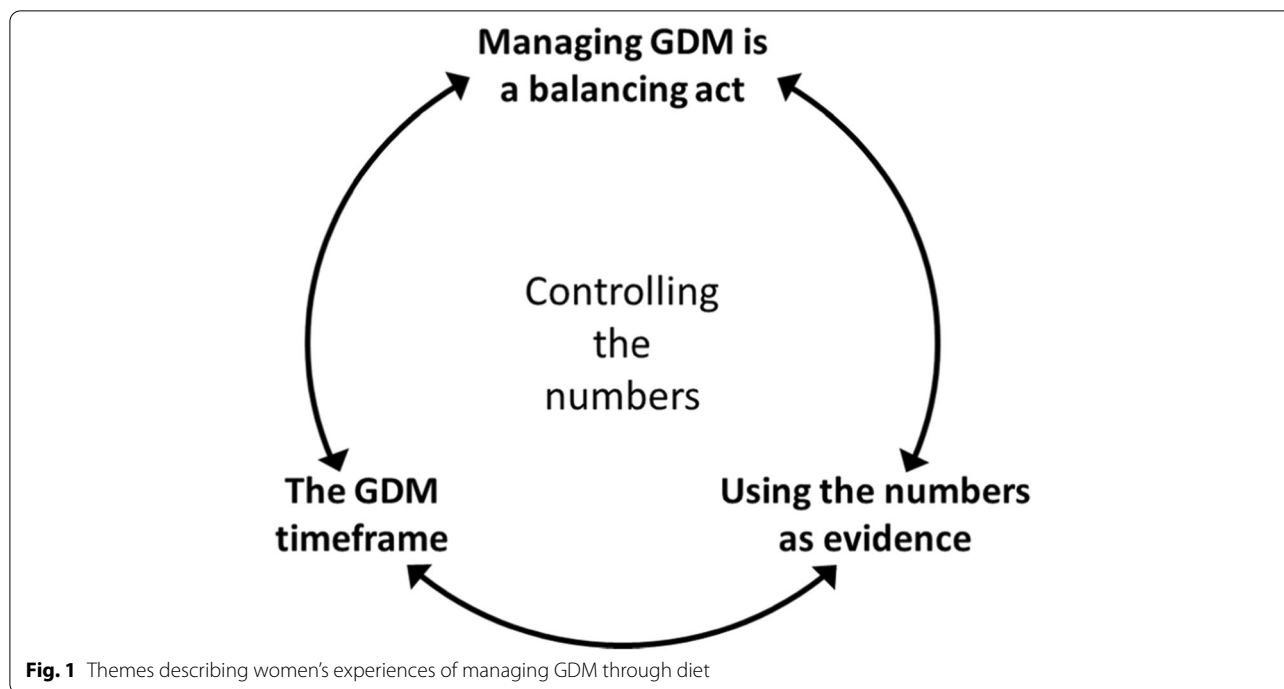 Managing GDM is
a balancing act
Controlling
the
numbers
The GDM
timeframe
Using the numbers
as evidence
Fig. 1 Themes describing women’s experiences of managing GDM through diet